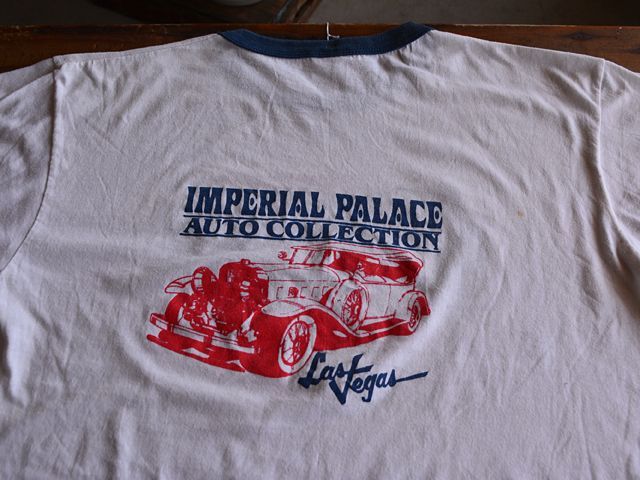 IMPERIAL PALACE
AUTO COLLECTION
Las Vegas